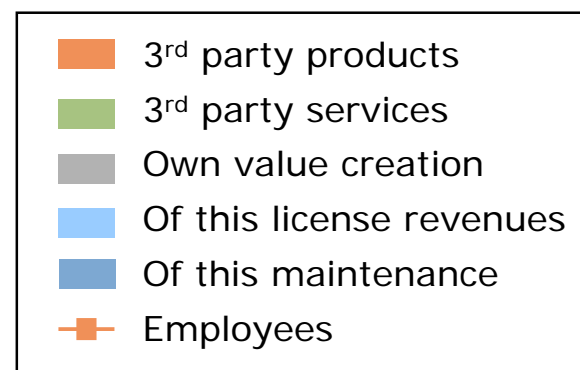 3rd party products
3rd party services
Own value creation
Of this license revenues
Of this maintenance
Employees